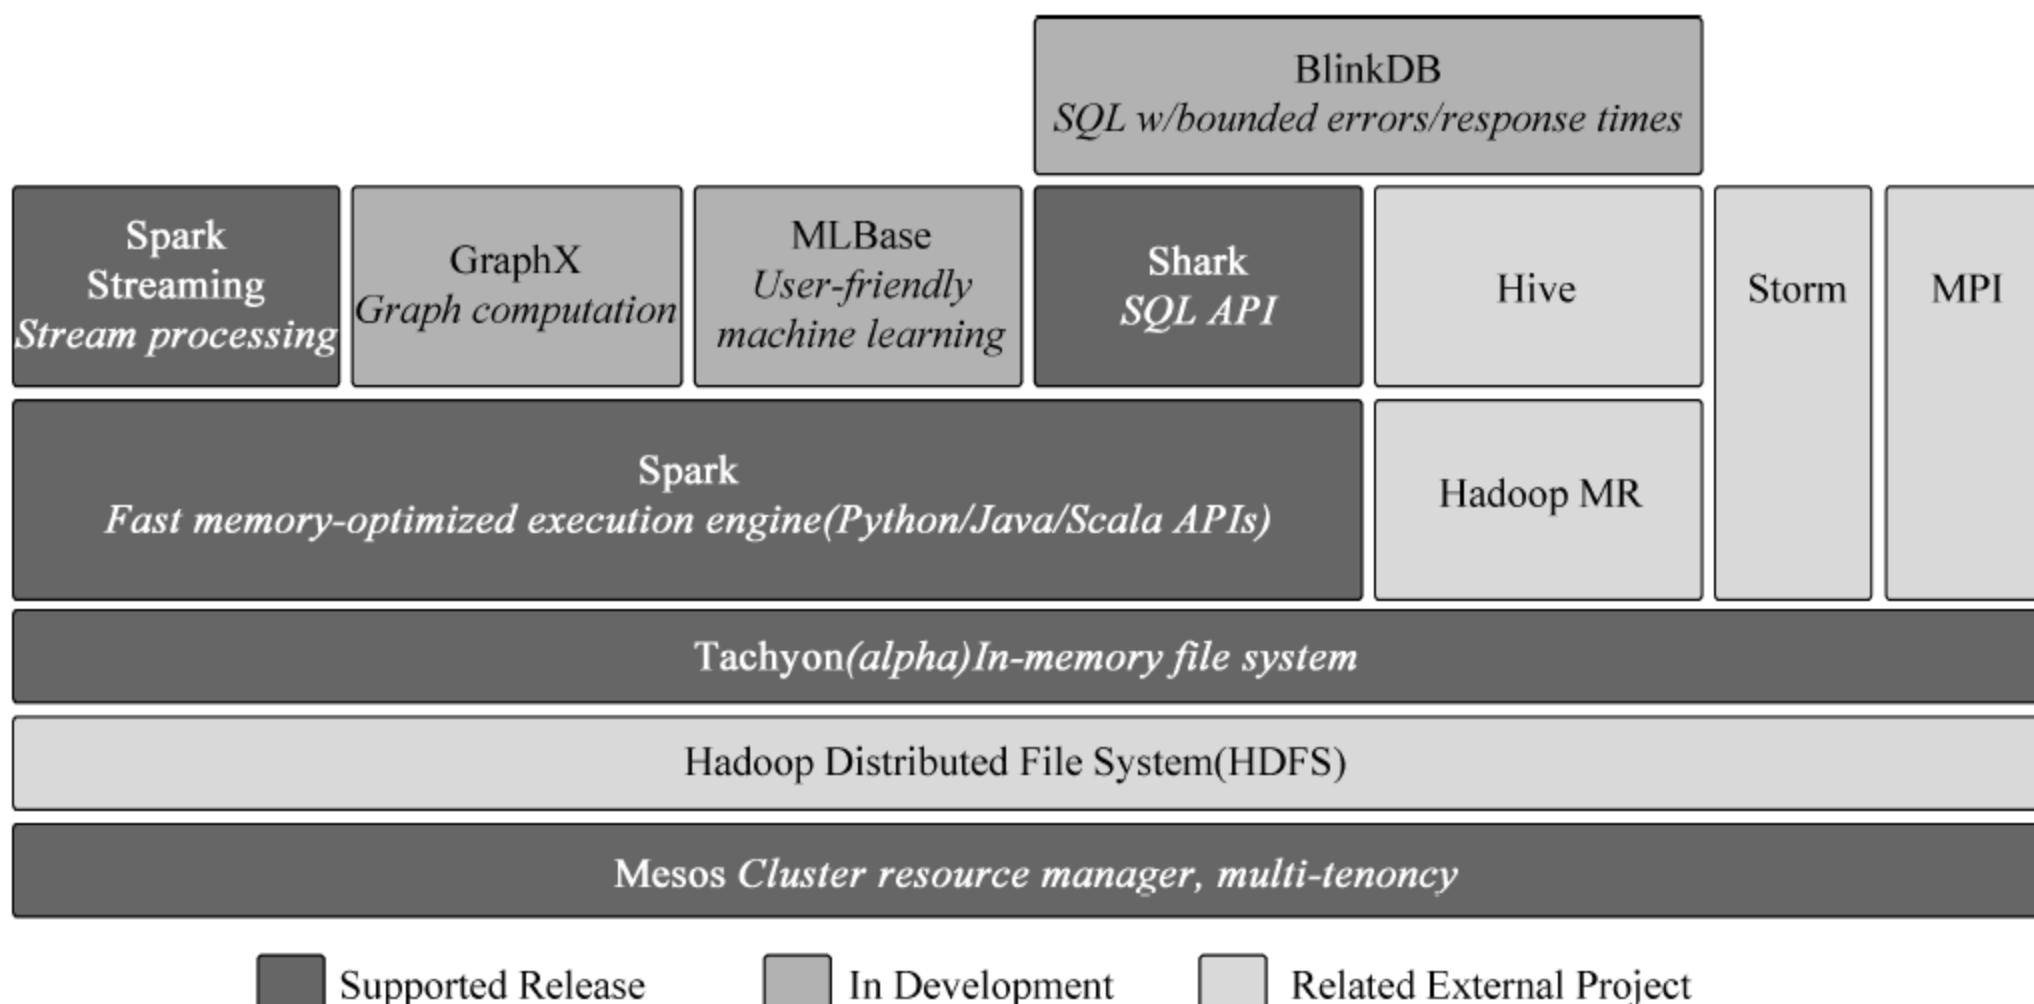 BlinkDB
SQL w/bounded errors/response times
Spark
Streaming
Stream processing
GraphX
Graph computation
MLBase
User-friendly
machine learning
Shark
SQL API
Hive
Storm
MPI
Spark
Fast memory-optimized execution engine(Python/Java/Scala APIs)
Hadoop MR
Tachyon(alpha)In-memory file system
Hadoop Distributed File System(HDFS)
Mesos Cluster resource manager, multi-tenoncy
Supported Release
In Development
Related External Project